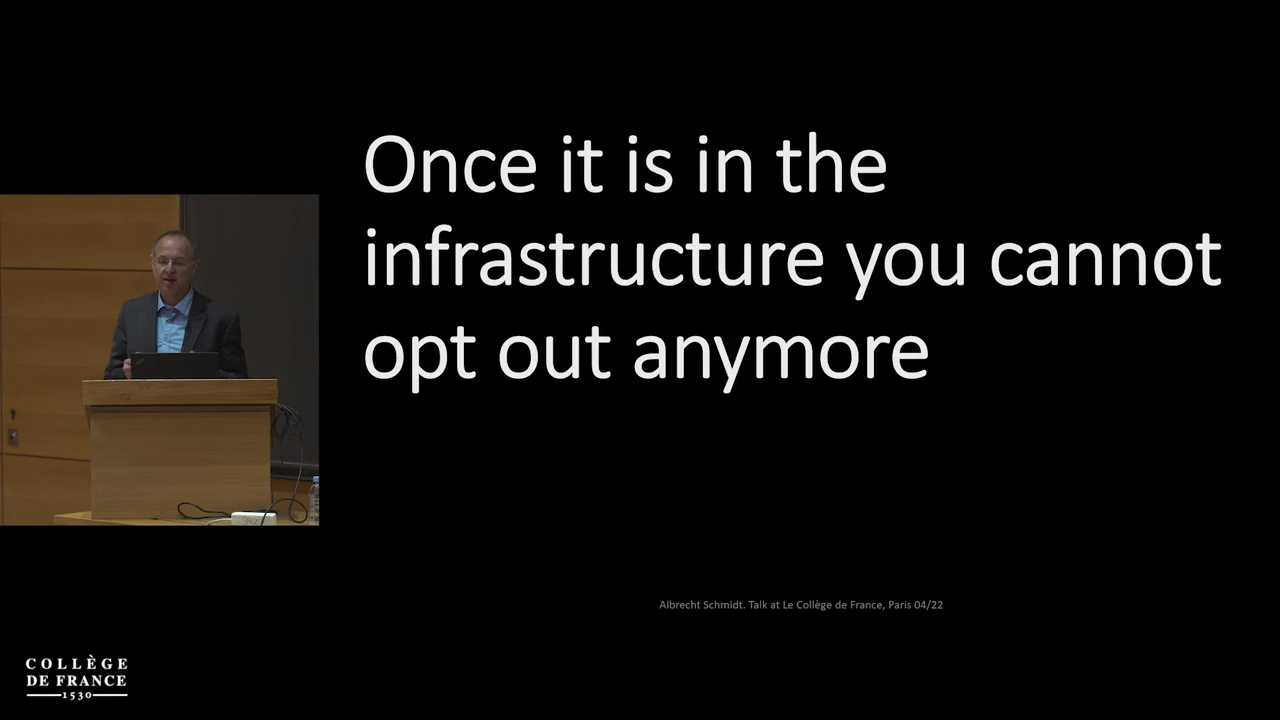 Once it is in the
infrastructure you cannot
opt out anymore
Albrecht Schmidt. Talk at Le Collège de France, Paris 04/22
COLLÈGE
DE FRANCE
1530